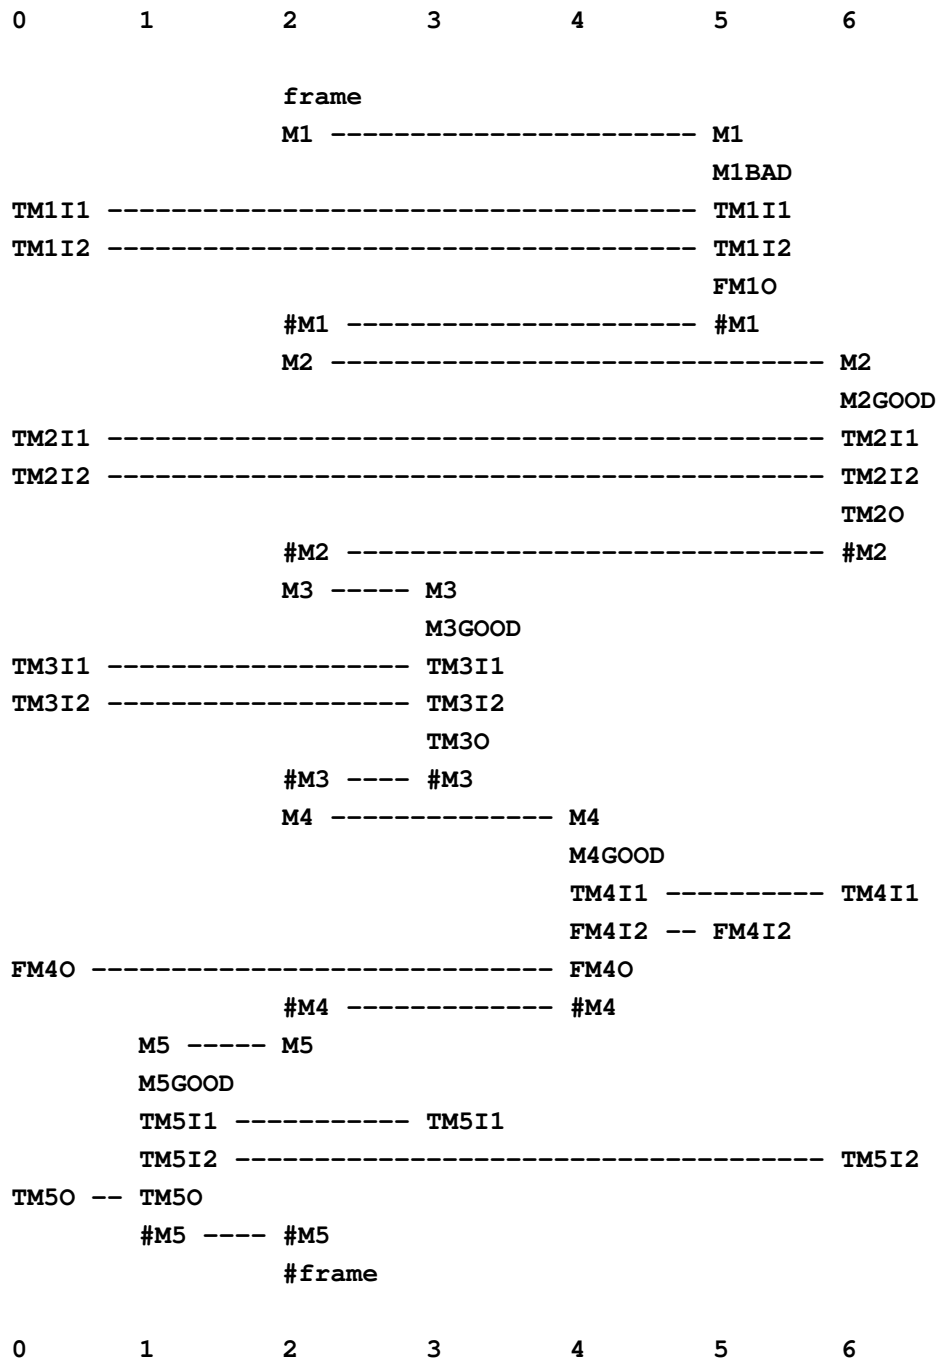 0 1 2 3 4 5 6
frame
M1 ----------------------- M1
M1BAD
TM1I1 ------------------------------------- TM1I1
TM1I2 ------------------------------------- TM1I2
FM1O
#M1 ---------------------- #M1
M2 ------------------------------- M2
M2GOOD
TM2I1 --------------------------------------------- TM2I1
TM2I2 --------------------------------------------- TM2I2
TM2O
#M2 ------------------------------ #M2
M3 ----- M3
M3GOOD
TM3I1 ------------------- TM3I1
TM3I2 ------------------- TM3I2
TM3O
#M3 ---- #M3
M4 -------------- M4
M4GOOD
TM4I1 ---------- TM4I1
FM4I2 -- FM4I2
FM4O ----------------------------- FM4O
#M4 ------------- #M4
M5 ----- M5
M5GOOD
TM5I1 ----------- TM5I1
TM5I2 ------------------------------------- TM5I2
TM5O -- TM5O
#M5 ---- #M5
#frame
0 1 2 3 4 5 6